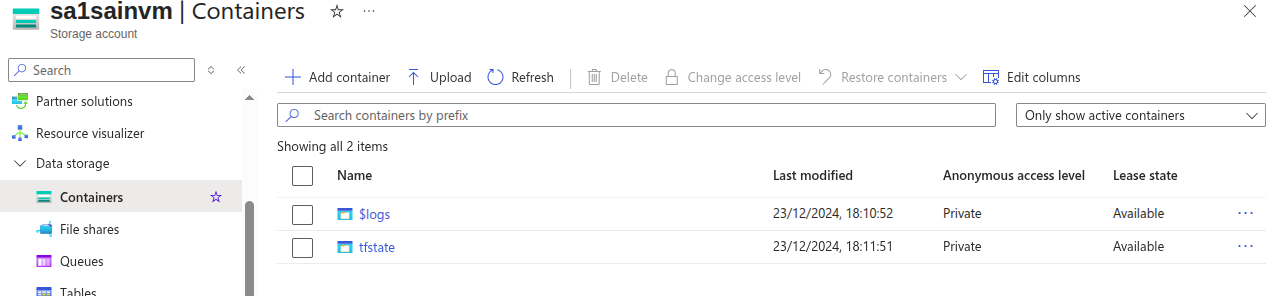 sa1sainvm | Containers
Storage account
Search
Add container Upload Refresh Delete Change access level Restore containers Edit columns
Partner solutions
Resource visualizer
Data storage
Containers
File shares
Queues
Tables
Search containers by prefix
Only show active containers
Showing all 2 items
Name Last modified Anonymous access level Lease state
$logs 23/12/2024, 18:10:52 Private Available
tfstate 23/12/2024, 18:11:51 Private Available